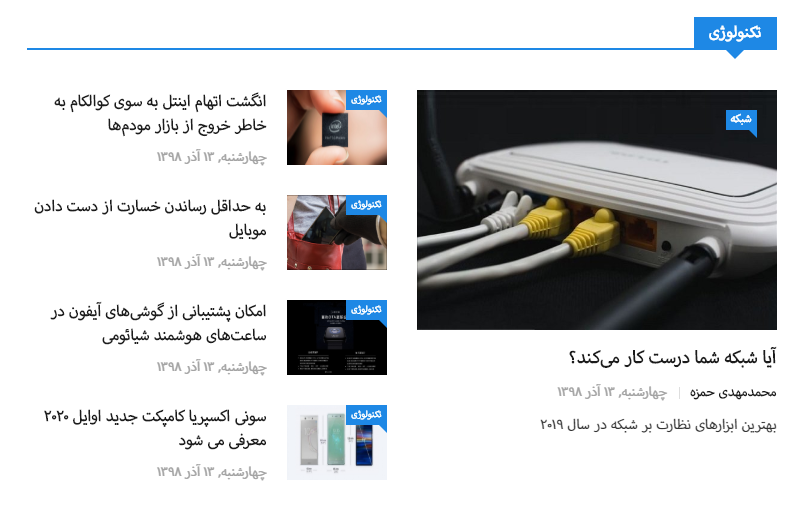 تکنولوژی
شبکه
آیا شبکه شما درست کار می‌کند؟
محمدمهدی حمزه | چهارشنبه, ۱۳ آذر ۱۳۹۸
بهترین ابزارهای نظارت بر شبکه در سال ۲۰۱۹
تکنولوژی
انگشت اتهام اینتل به سوی کوالکام به
خاطر خروج از بازار مودم‌ها
چهارشنبه, ۱۳ آذر ۱۳۹۸
تکنولوژی
به حداقل رساندن خسارت از دست دادن
موبایل
چهارشنبه, ۱۳ آذر ۱۳۹۸
تکنولوژی
امکان پشتیبانی از گوشی‌های آیفون در
ساعت‌های هوشمند شیائومی
چهارشنبه, ۱۳ آذر ۱۳۹۸
تکنولوژی
سونی اکسپریا کامپکت جدید اوایل ۲۰۲۰
معرفی می شود
چهارشنبه, ۱۳ آذر ۱۳۹۸